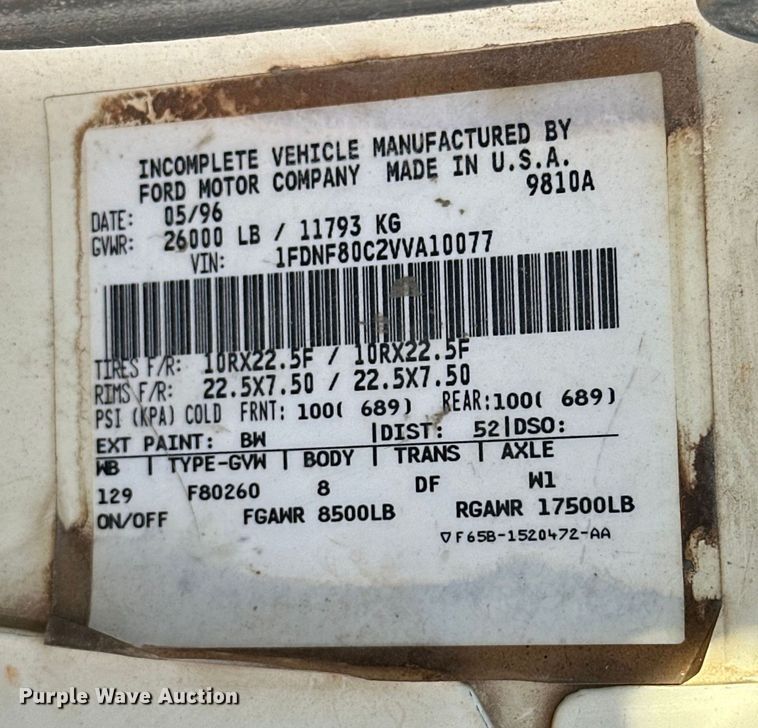 INCOMPLETE VEHICLE MANUFACTURED BY
FORD MOTOR COMPANY MADE IN U.S.A.
9810A
DATE: 05/96
GVWR: 26000 LB / 11793 KG
VIN: 1FDNF80C2VVA10077
TIRES F/R: 10RX22.5F / 10RX22.5F
RIMS F/R: 22.5X7.50 / 22.5X7.50
PSI (KPA) COLD FRNT: 100( 689) REAR:100( 689)
EXT PAINT: BW |DIST: 52|DSO:
WB | TYPE-GVW | BODY | TRANS | AXLE
129 F80260 8 DF W1
ON/OFF FGAWR 8500LB RGAWR 17500LB
▽F65B-1520472-AA
Purple Wave Auction